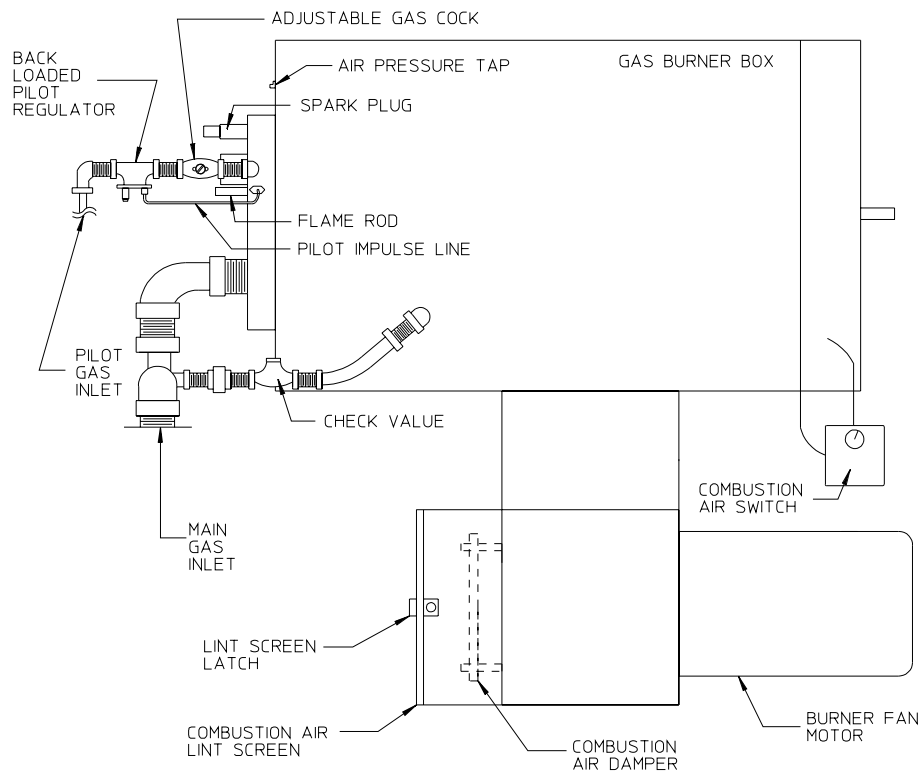 ADJUSTABLE GAS COCK
BACK
LOADED
PILOT
REGULATOR
AIR PRESSURE TAP
GAS BURNER BOX
SPARK PLUG
FLAME ROD
PILOT IMPULSE LINE
PILOT
GAS
INLET
CHECK VALUE
COMBUSTION
AIR SWITCH
MAIN
GAS
INLET
LINT SCREEN
LATCH
COMBUSTION AIR
LINT SCREEN
COMBUSTION
AIR DAMPER
BURNER FAN
MOTOR